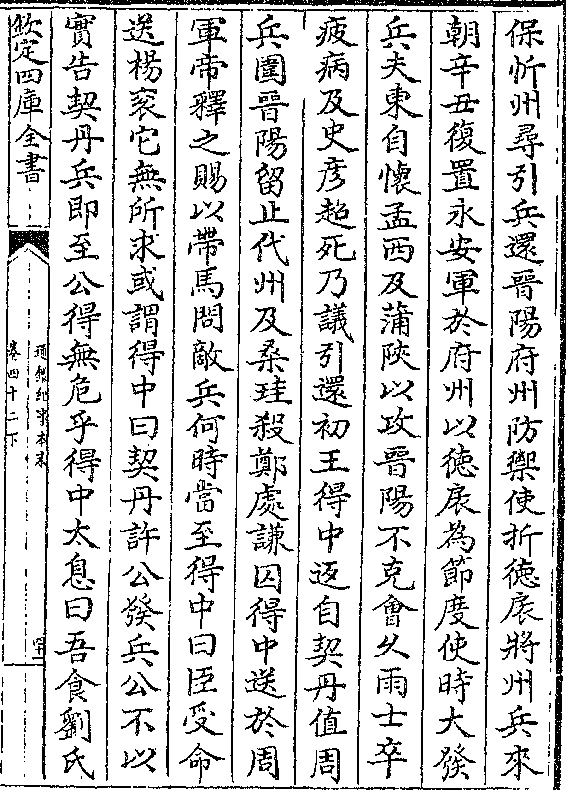 保忻州尋引兵還晉陽府州防禦使折徳扆將州兵來
朝辛丑復置永安軍於府州以徳扆為節度使時大發
兵夫東自懷孟西及蒲陜以攻晉陽不克會久雨士卒
疲病及史彦超死乃議引還初王得中返自契丹值周
兵圍晉陽留止代州及桑珪殺鄭處謙囚得中送於周
軍帝釋之賜以帶馬問敵兵何時當至得中曰臣受命
送楊衮它無所求或謂得中曰契丹許公發兵公不以
實告契丹兵即至公得無危乎得中太息曰吾食劉氏
欽定四庫全書
通鑑紀事本末
卷四十二下